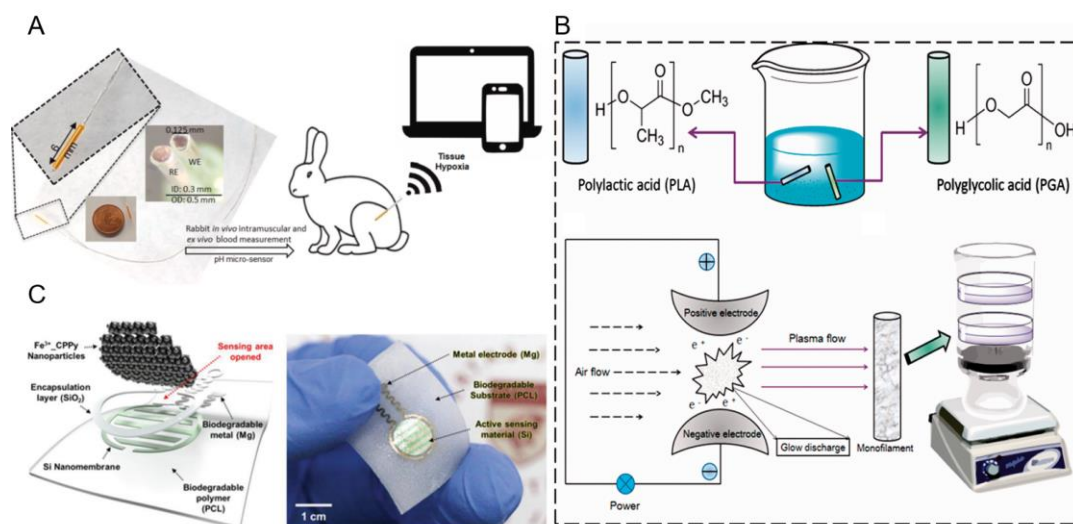 A
6
mm
0.125 mm
WE
RE
ID: 0.3 mm
OD: 0.5 mm
Rabbit in vivo intramuscular and
ex vivo blood measurement
pH micro-sensor
Tissue
Hypoxia
B
H
O
O
O
CH₃
CH₃
n
Polylactic acid (PLA)
H
O
O
OH
n
Polyglycolic acid (PGA)
+
Positive electrode
e⁺
e⁻
Air flow
Plasma flow
e⁻
e⁺
Negative electrode
Glow discharge
Monofilament
−
Power
C
Fe³⁺_CPPy
Nanoparticles
Sensing area
opened
Encapsulation
layer (SiO₂)
Biodegradable
metal (Mg)
Si Nanomembrane
Biodegradable
polymer (PCL)
Metal electrode (Mg)
Biodegradable
Substrate (PCL)
Active sensing
material (Si)
1 cm